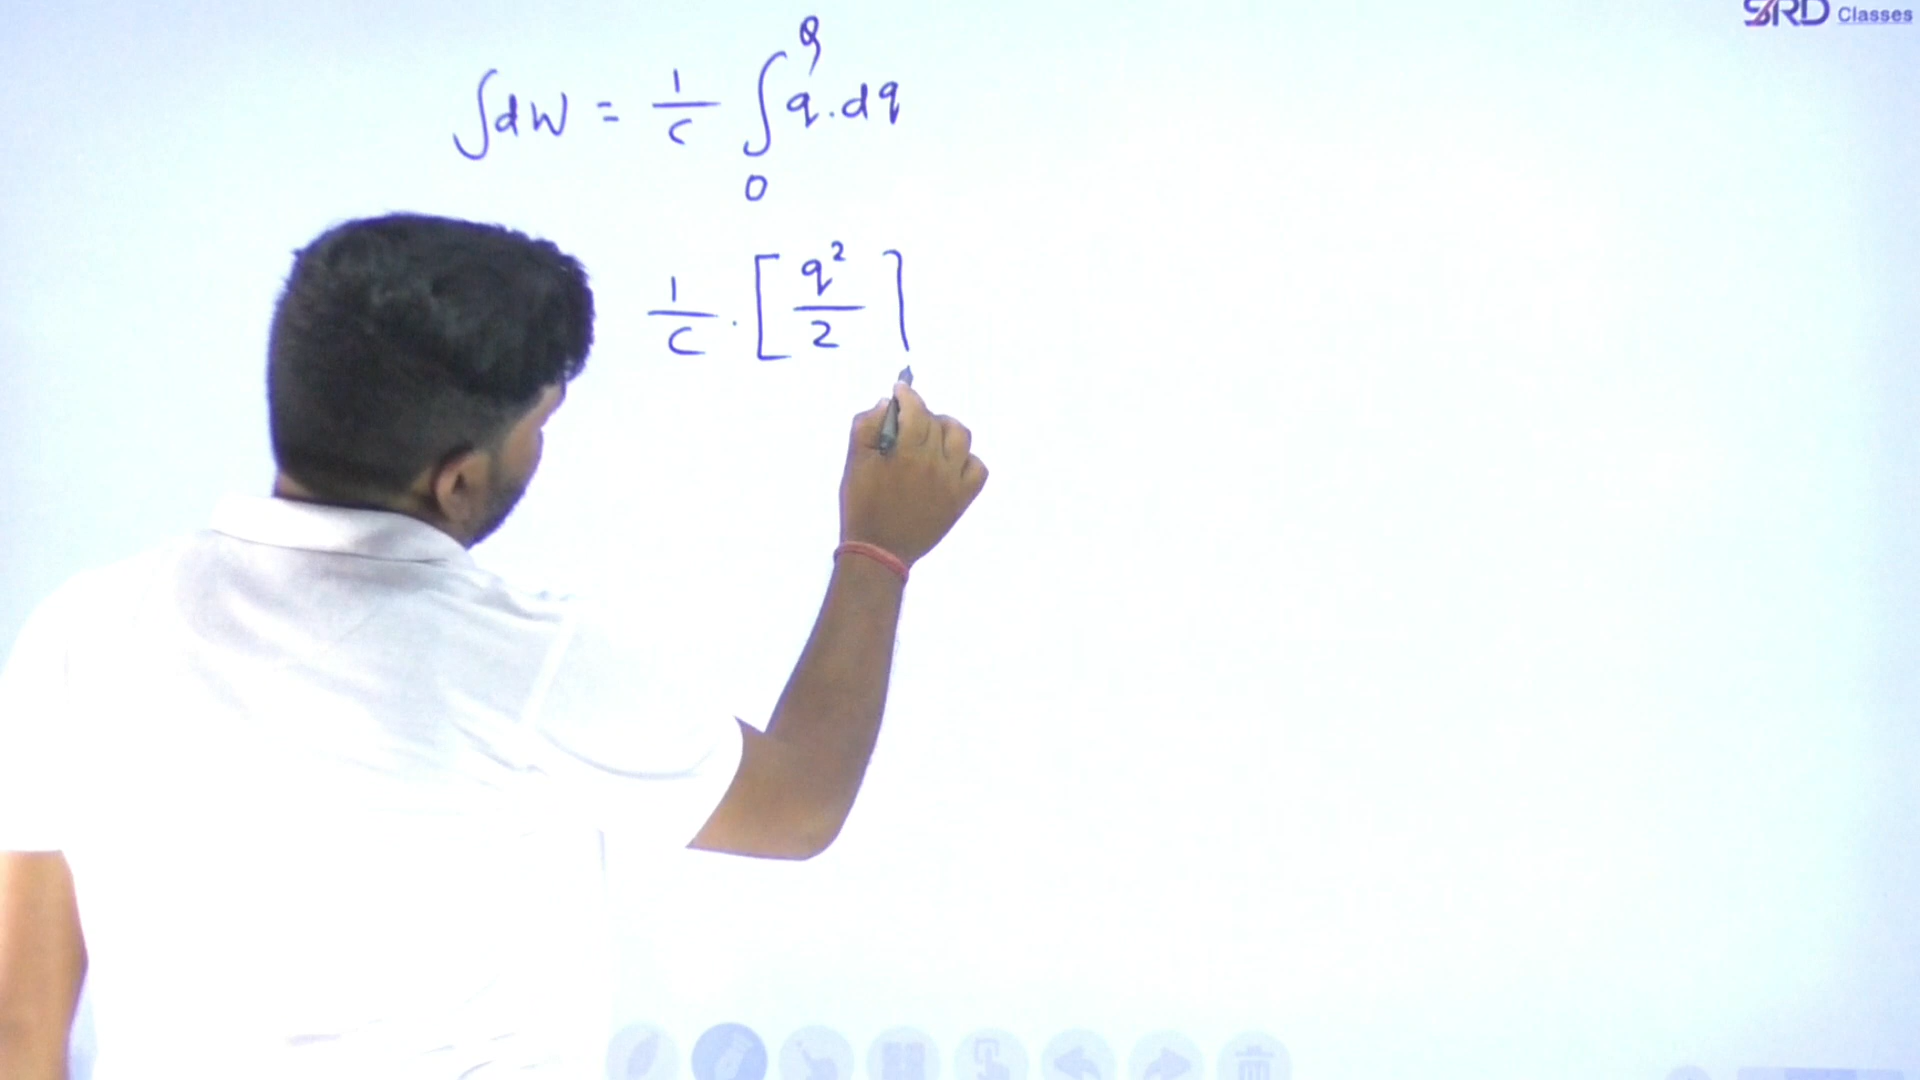 SRD Classes
∫dW = 1/C ∫₀^Q q.dq
1/C . [q²/2]